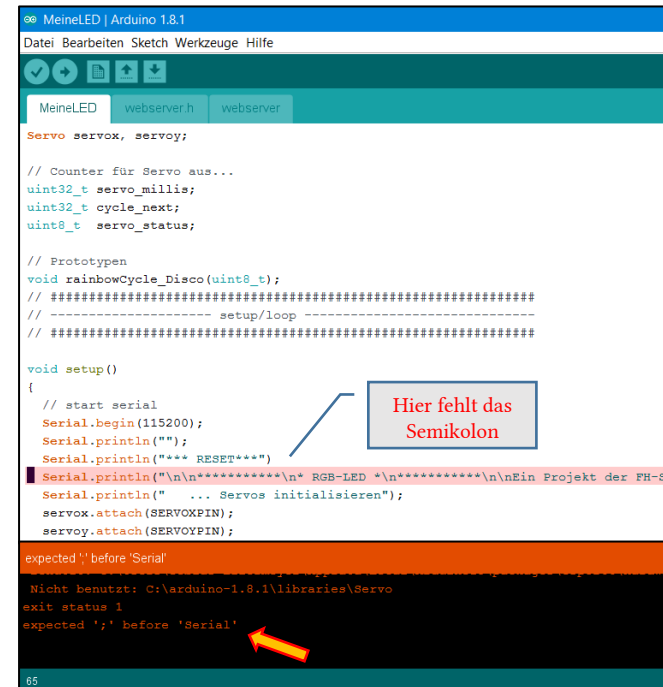 MeineLED | Arduino 1.8.1
Datei Bearbeiten Sketch Werkzeuge Hilfe
MeineLED webserver.h webserver
Servo servox, servoy;
// Counter für Servo aus...
uint32_t servo_millis;
uint32_t cycle_next;
uint8_t servo_status;
// Prototypen
void rainbowCycle_Disco(uint8_t);
// ###############################################################
// --------------------- setup/loop ------------------------------
// ###############################################################
void setup()
{
// start serial
Serial.begin(115200);
Serial.println("");
Serial.println("*** RESET***")
Serial.println("\n\n***********\n* RGB-LED *\n***********\n\nEin Projekt der FH-S
Serial.println("   ... Servos initialisieren");
servox.attach(SERVOXPIN);
servoy.attach(SERVOYPIN);
Hier fehlt das
Semikolon
expected ';' before 'Serial'
Nicht benutzt: C:\arduino-1.8.1\libraries\Servo
exit status 1
expected ';' before 'Serial'
65